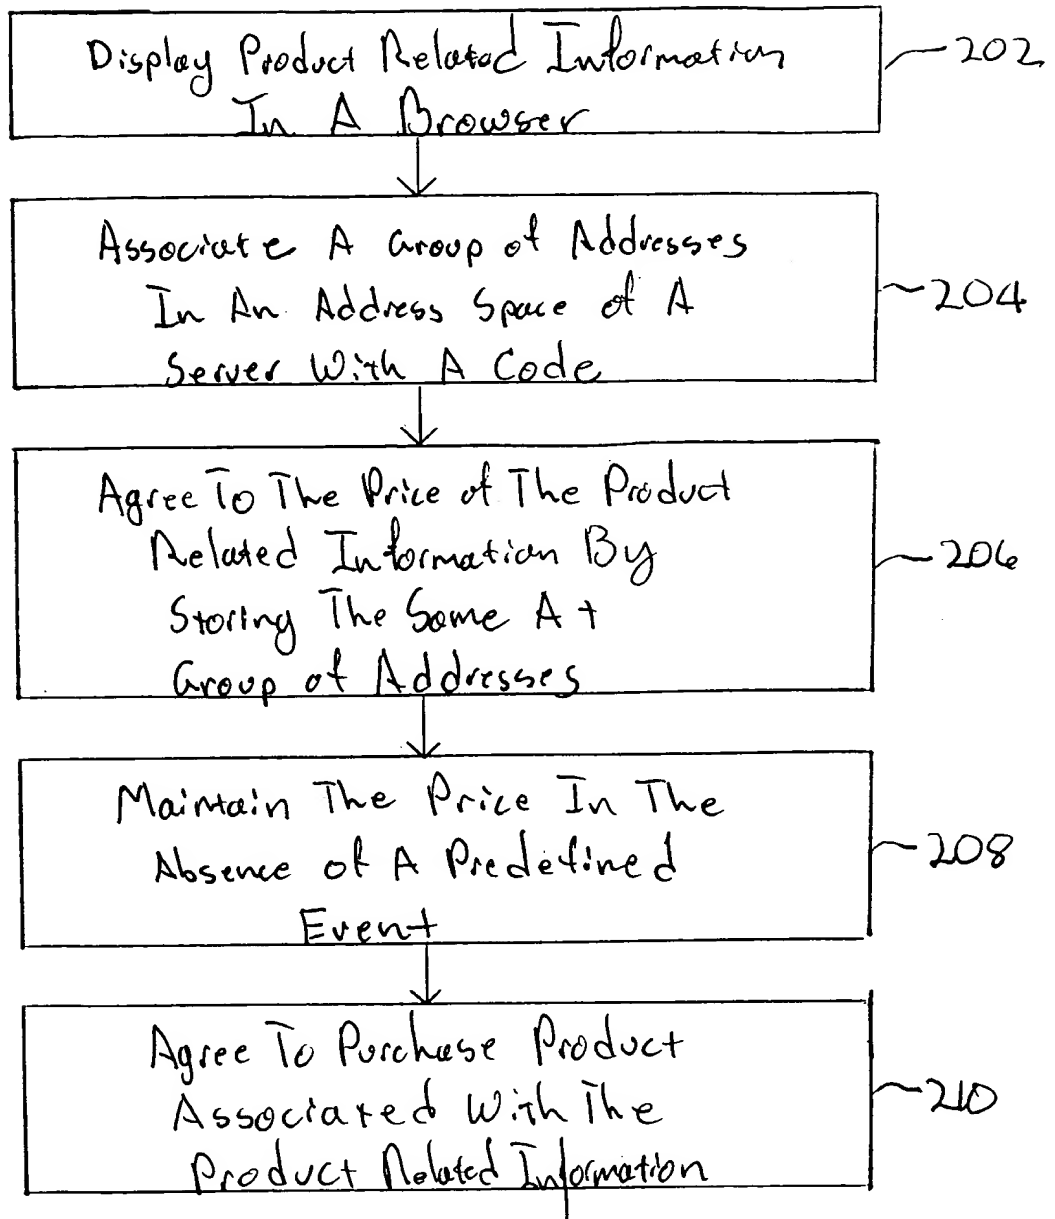 Display Product Related Information
In A Browser
202
Associate A Group of Addresses
In An Address Space of A
Server With A Code
204
Agree To The Price of The Product
Related Information By
Storing The Same At
Group of Addresses
206
Maintain The Price In The
Absence of A Predefined
Event
208
Agree To Purchase Product
Associated With The
Product Related Information
210